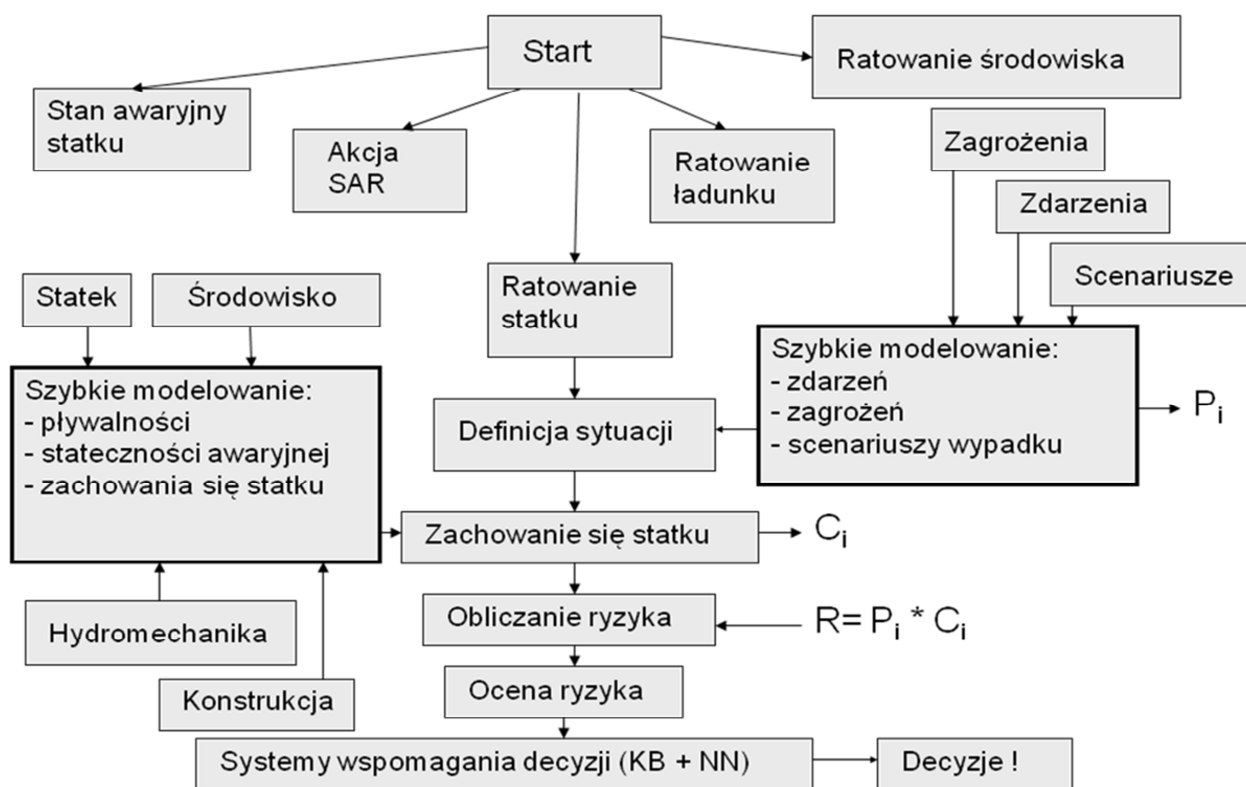 Start
Ratowanie środowiska
Stan awaryjny
statku
Akcja
SAR
Ratowanie
ładunku
Zagrożenia
Zdarzenia
Scenariusze
Statek
Środowisko
Ratowanie
statku
Szybkie modelowanie:
- zdarzeń
- zagrożeń
- scenariuszy wypadku
Pi
Szybkie modelowanie:
- pływalności
- stateczności awaryjnej
- zachowania się statku
Definicja sytuacji
Zachowanie się statku
Ci
Hydromechanika
Obliczanie ryzyka
R= Pi * Ci
Konstrukcja
Ocena ryzyka
Systemy wspomagania decyzji (KB + NN)
Decyzje !